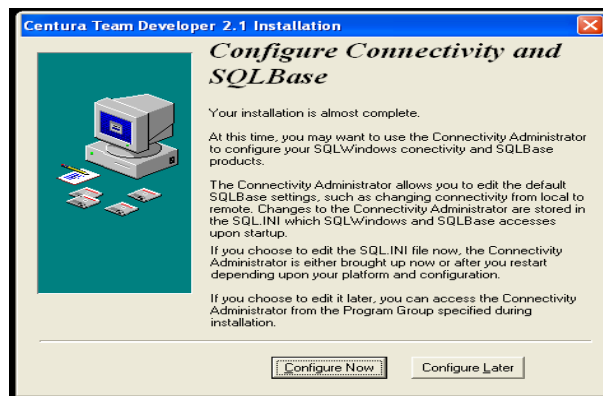 Centura Team Developer 2.1 Installation
Configure Connectivity and
SQLBase
Your installation is almost complete.
At this time, you may want to use the Connectivity Administrator
to configure your SQLWindows conectivity and SQLBase
products.
The Connectivity Administrator allows you to edit the default
SQLBase settings, such as changing connectivity from local to
remote. Changes to the Connectivity Administrator are stored in
the SQL.INI which SQLWindows and SQLBase accesses
upon startup.
If you choose to edit the SQL.INI file now, the Connectivity
Administrator is either brought up now or after you restart
depending upon your platform and configuration.
If you choose to edit it later, you can access the Connectivity
Administrator from the Program Group specified during
installation.
Configure Now
Configure Later